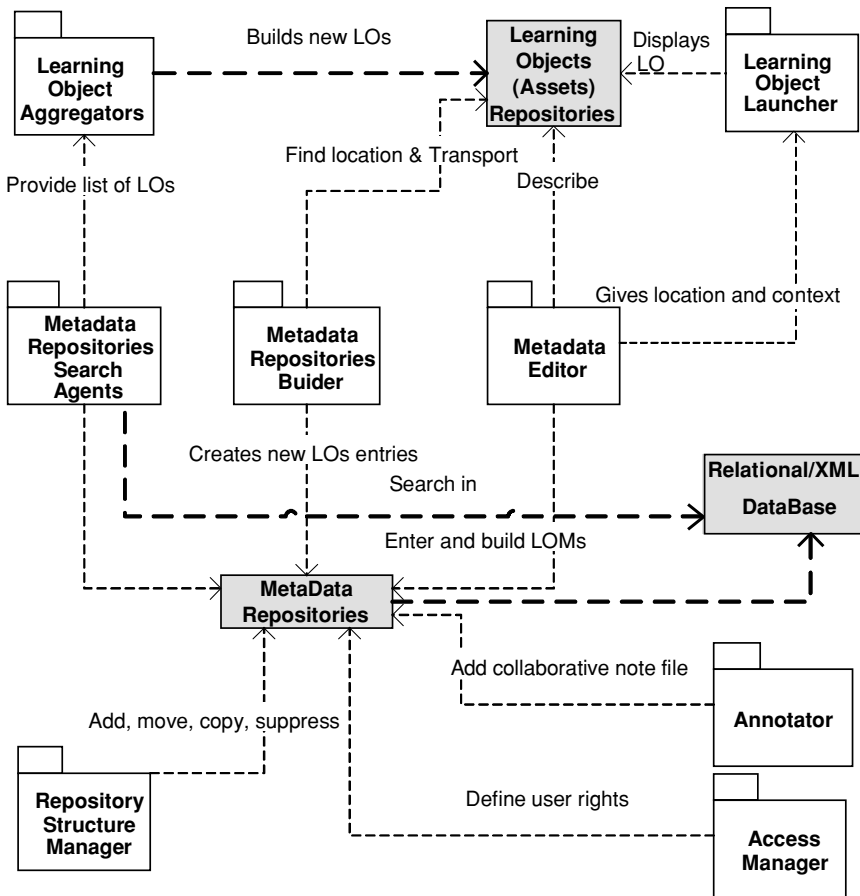 Builds new LOs
Learning
Object
Aggregators
Learning
Objects
(Assets)
Repositories
Displays
LO
Learning
Object
Launcher
Find location & Transport
Provide list of LOs
Describe
Gives location and context
Metadata
Repositories
Search
Agents
Metadata
Repositories
Buider
Metadata
Editor
Creates new LOs entries
Search in
Relational/XML
DataBase
Enter and build LOMs
MetaData
Repositories
Add collaborative note file
Add, move, copy, suppress
Annotator
Repository
Structure
Manager
Define user rights
Access
Manager